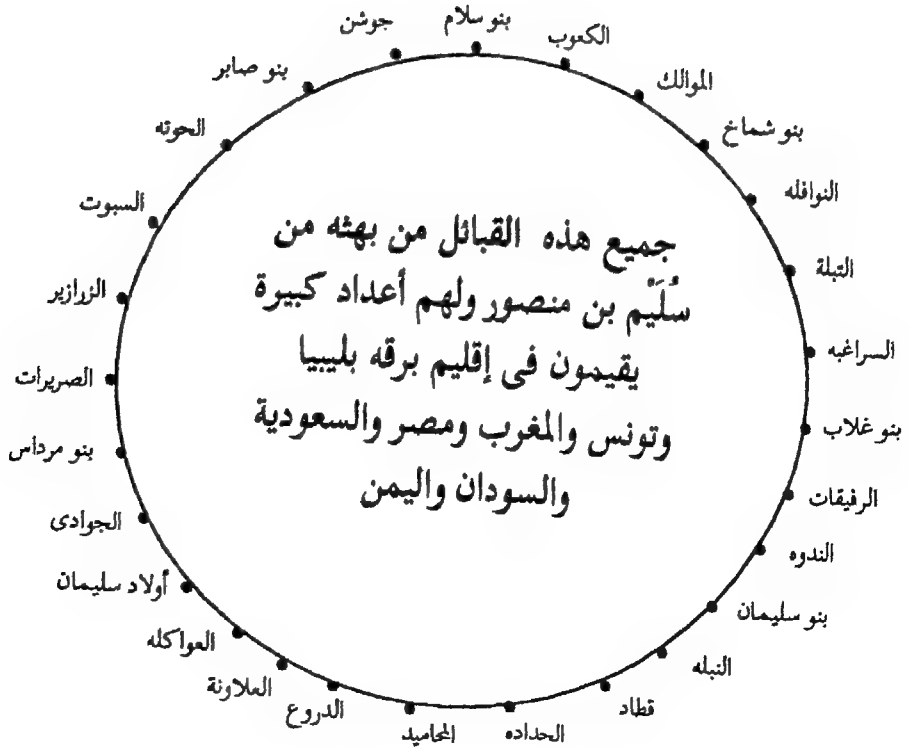 بنو سلام
الكعوب
الموالك
بنو شماخ
النوافله
التبلة
السراغبه
بنو غلاب
الرفيقات
الندوه
بنو سليمان
النبله
قطاد
الحداده
المحاميد
الدروع
العلاونة
العواكله
أولاد سليمان
الجوادى
بنو مرداس
الصريرات
الزرازير
السبوت
الحوته
بنو صابر
جوشن
جميع هذه القبائل من بهثه من
سُلَيْم بن منصور ولهم أعداد كبيرة
يقيمون فى إقليم برقه بليبيا
وتونس والمغرب ومصر والسعودية
والسودان واليمن